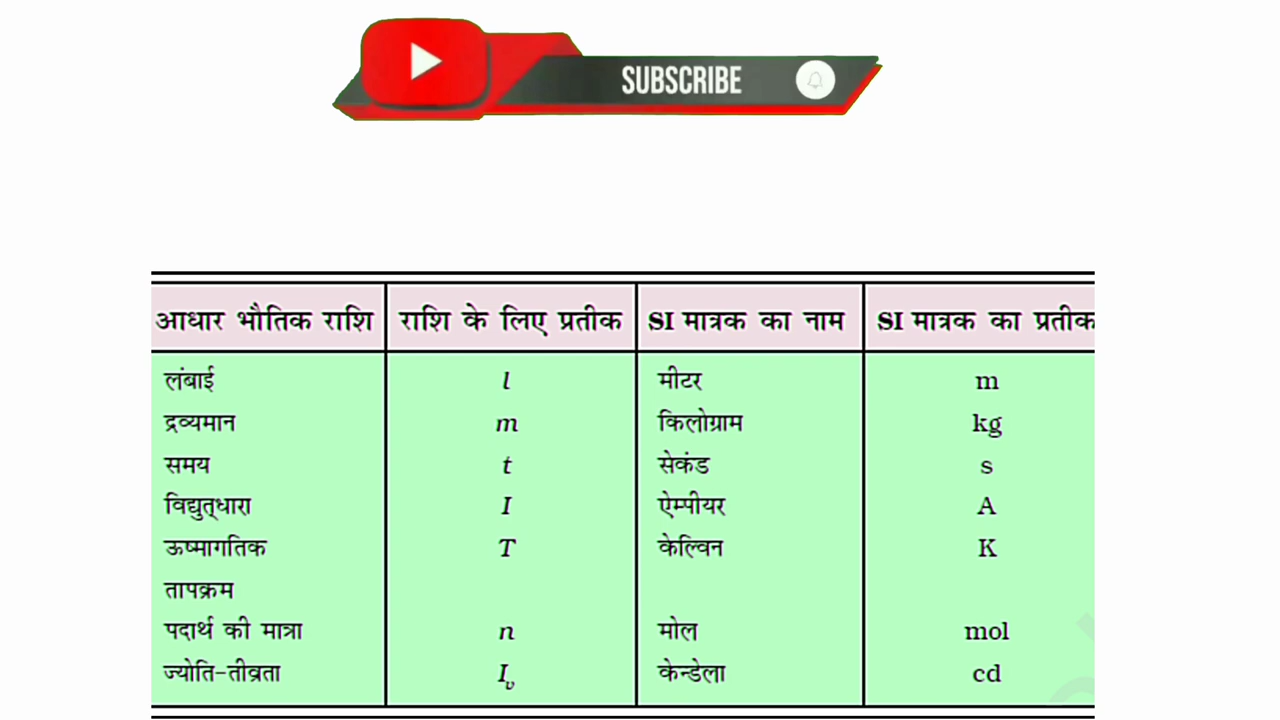 SUBSCRIBE
आधार भौतिक राशि राशि के लिए प्रतीक SI मात्रक का नाम SI मात्रक का प्रतीक
लंबाई l मीटर m
द्रव्यमान m किलोग्राम kg
समय t सेकंड s
विद्युत्धारा I ऐम्पीयर A
ऊष्मागतिक T केल्विन K
तापक्रम
पदार्थ की मात्रा n मोल mol
ज्योति-तीव्रता Iv केन्डेला cd